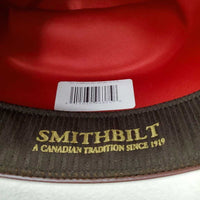 SMITHBILT
A CANADIAN TRADITION SINCE 1919